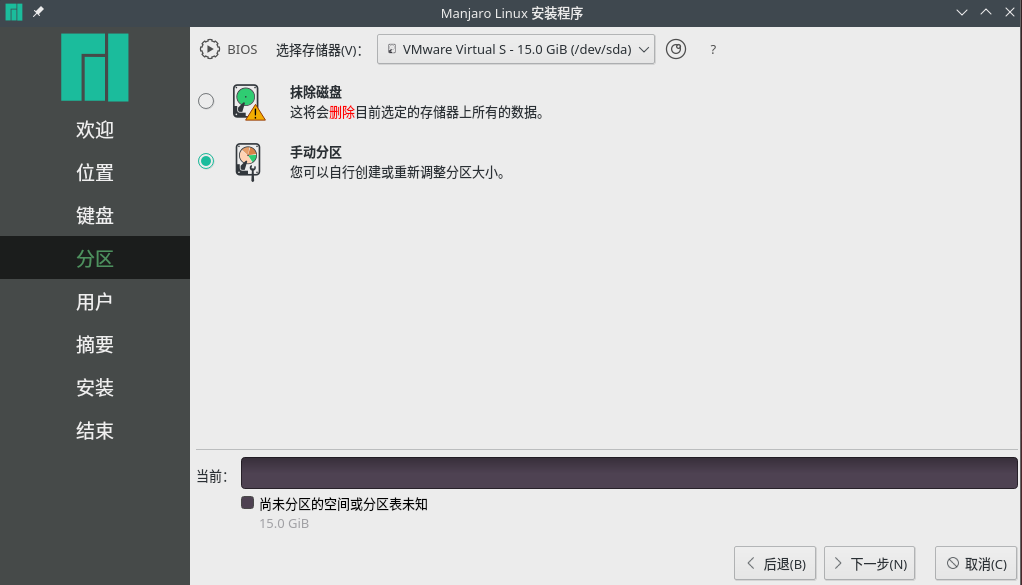 Manjaro Linux 安装程序
BIOS 选择存储器(V)： VMware Virtual S - 15.0 GiB (/dev/sda) ?
欢迎
位置
键盘
分区
用户
摘要
安装
结束
抹除磁盘
这将会删除目前选定的存储器上所有的数据。
手动分区
您可以自行创建或重新调整分区大小。
当前：
尚未分区的空间或分区表未知
15.0 GiB
后退(B) 下一步(N) 取消(C)